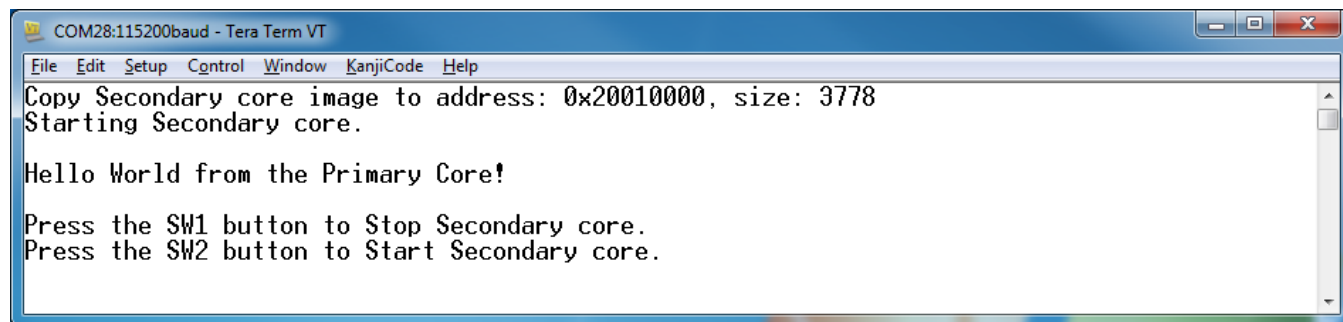 COM28:115200baud - Tera Term VT
File Edit Setup Control Window KanjiCode Help
Copy Secondary core image to address: 0x20010000, size: 3778
Starting Secondary core.
Hello World from the Primary Core!
Press the SW1 button to Stop Secondary core.
Press the SW2 button to Start Secondary core.